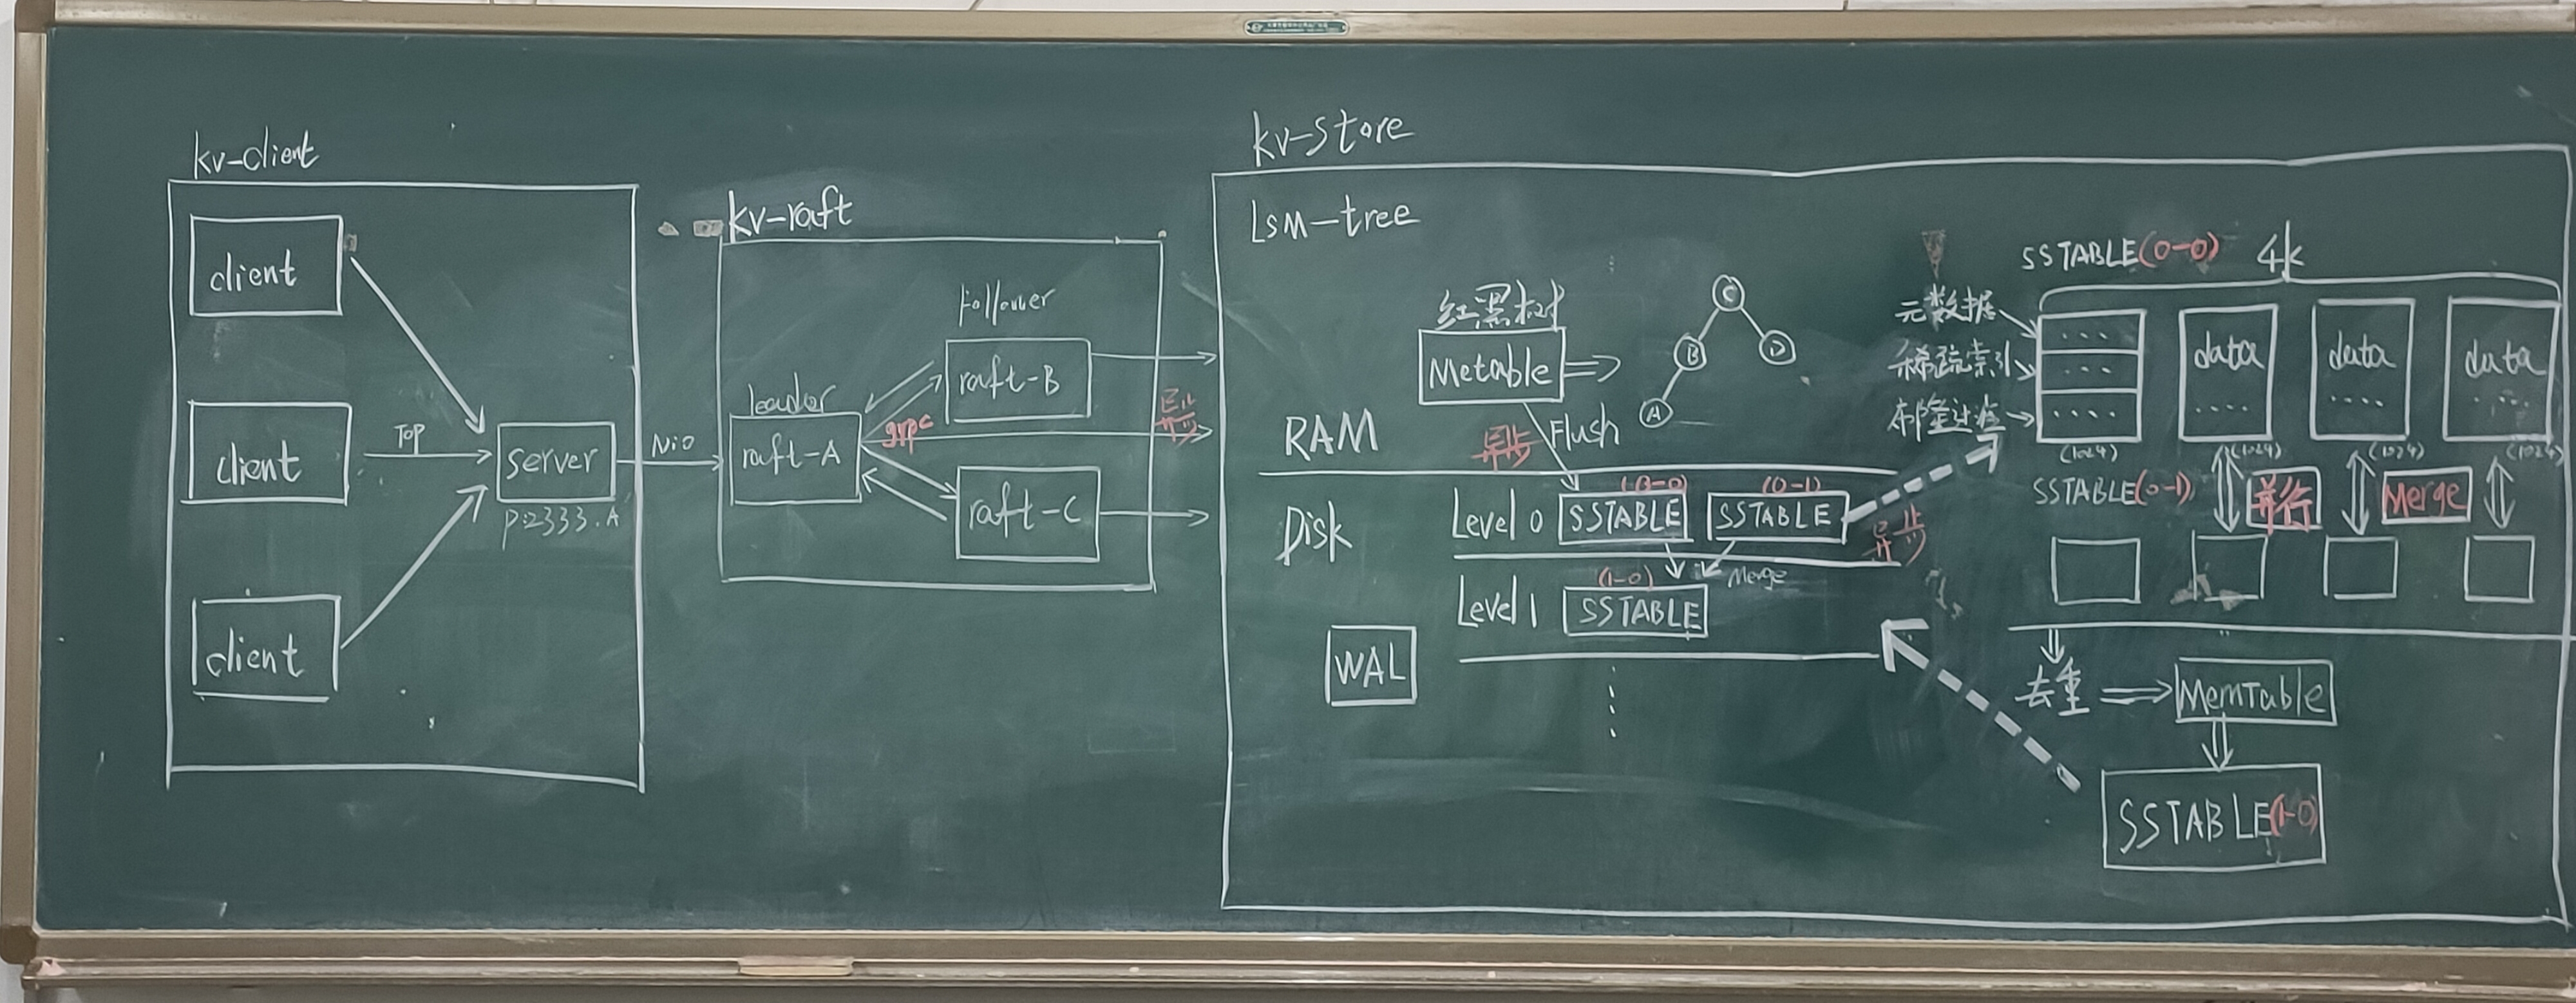 kv-client
client
client
client
TOP
server
p:2333.A
NiO
kv-raft
leader
raft-A
Follower
raft-B
grpc
raft-C
异步
kv-store
Lsm-tree
红黑树
Metable
C
B
D
A
RAM
异步
Flush
Disk
Level 0
(0-0)
SSTABLE
(0-1)
SSTABLE
异步
Merge
Level 1
(1-0)
SSTABLE
WAL
SSTABLE(0-0)
4k
元数据
稀疏索引
布隆过滤
data
data
data
(1024)
(1024)
(1024)
(1024)
SSTABLE(0-1)
并行
Merge
去重
MemTable
SSTABLE(1-0)